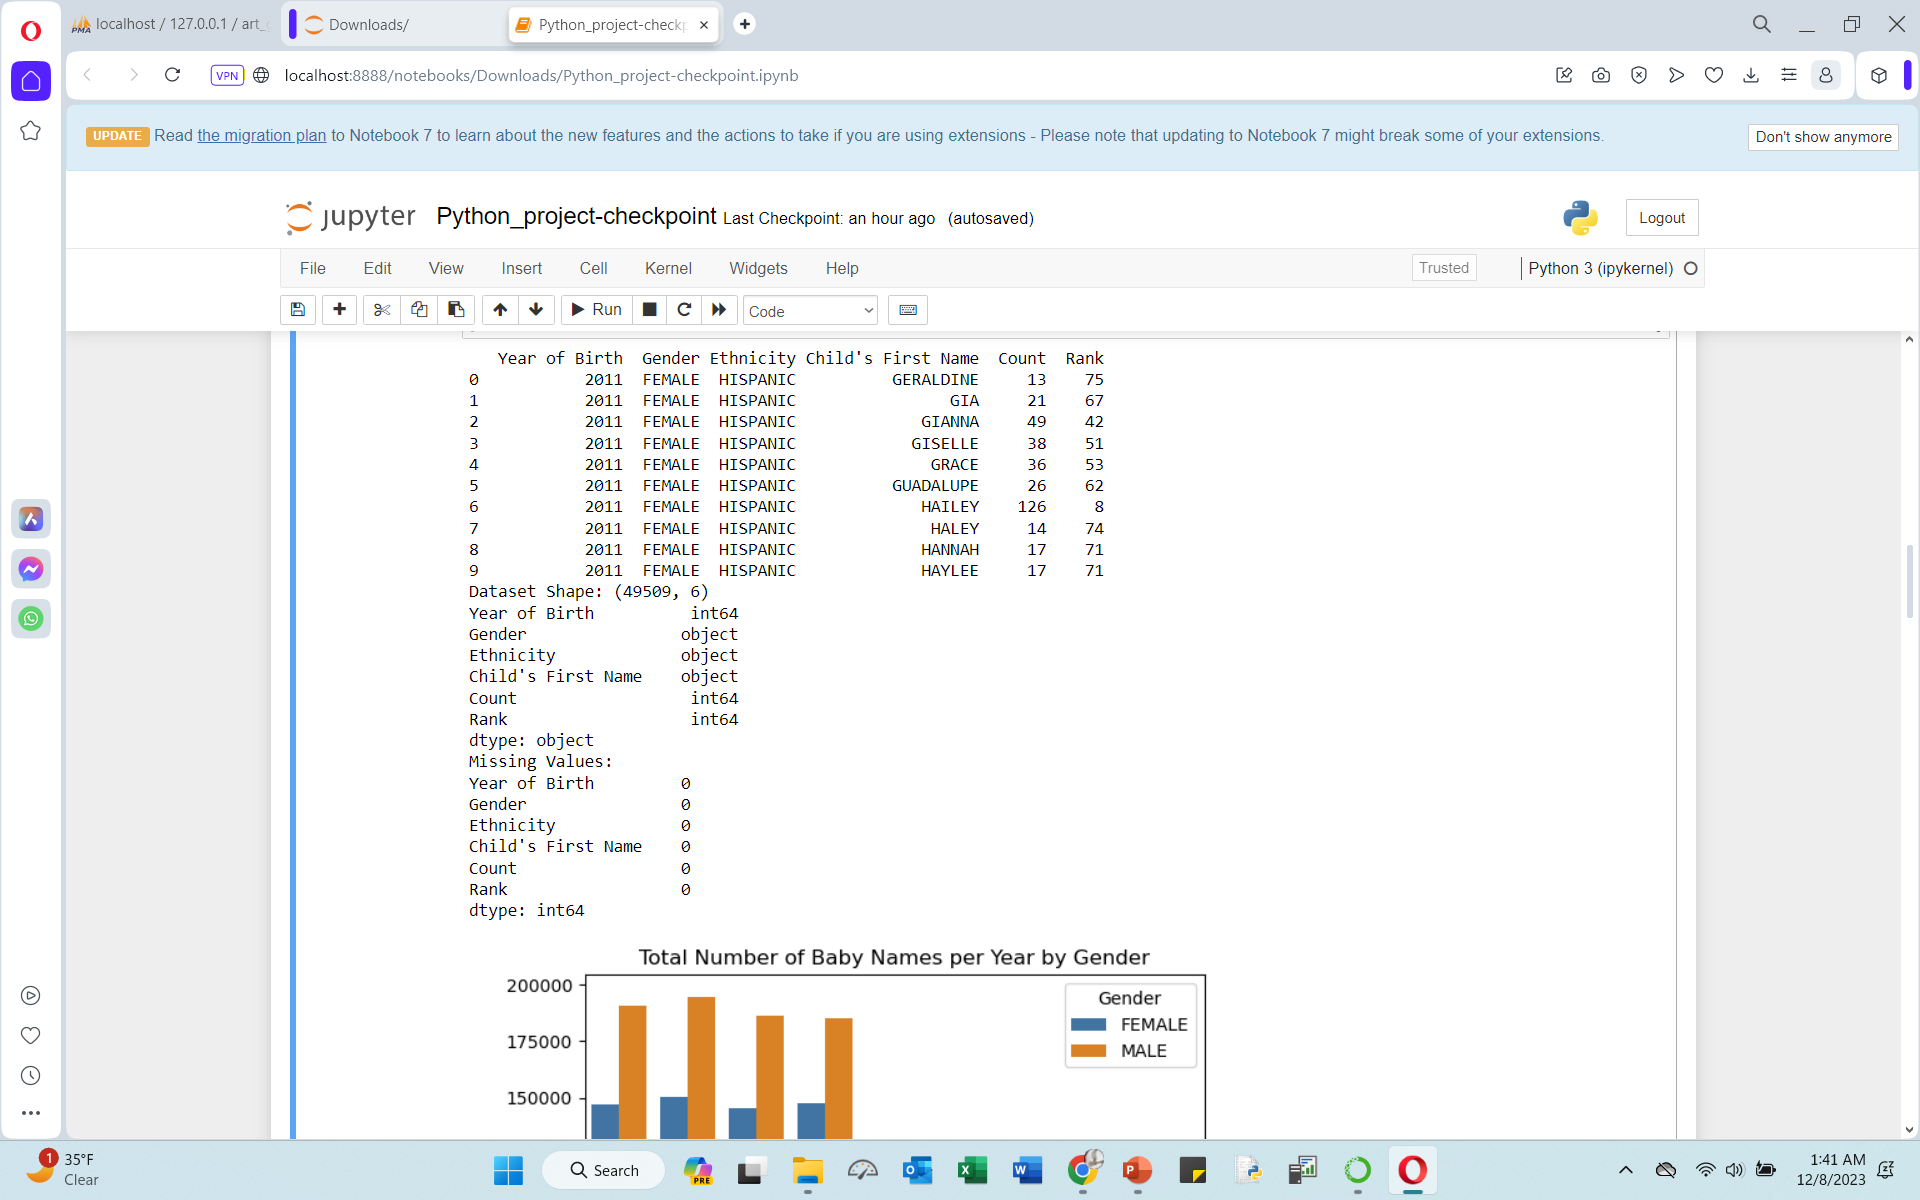 localhost / 127.0.0.1 / art_
Downloads/
Python_project-check
VPN
localhost:8888/notebooks/Downloads/Python_project-checkpoint.ipynb
UPDATE Read the migration plan to Notebook 7 to learn about the new features and the actions to take if you are using extensions - Please note that updating to Notebook 7 might break some of your extensions.
Don't show anymore
jupyter Python_project-checkpoint Last Checkpoint: an hour ago (autosaved)
Logout
File Edit View Insert Cell Kernel Widgets Help
Trusted
Python 3 (ipykernel)
Run
Code
Year of Birth Gender Ethnicity Child's First Name Count Rank
0 2011 FEMALE HISPANIC GERALDINE 13 75
1 2011 FEMALE HISPANIC GIA 21 67
2 2011 FEMALE HISPANIC GIANNA 49 42
3 2011 FEMALE HISPANIC GISELLE 38 51
4 2011 FEMALE HISPANIC GRACE 36 53
5 2011 FEMALE HISPANIC GUADALUPE 26 62
6 2011 FEMALE HISPANIC HAILEY 126 8
7 2011 FEMALE HISPANIC HALEY 14 74
8 2011 FEMALE HISPANIC HANNAH 17 71
9 2011 FEMALE HISPANIC HAYLEE 17 71
Dataset Shape: (49509, 6)
Year of Birth int64
Gender object
Ethnicity object
Child's First Name object
Count int64
Rank int64
dtype: object
Missing Values:
Year of Birth 0
Gender 0
Ethnicity 0
Child's First Name 0
Count 0
Rank 0
dtype: int64
Total Number of Baby Names per Year by Gender
200000
175000
150000
Gender
FEMALE
MALE
1
35°F
Clear
Search
PRE
1:41 AM
12/8/2023